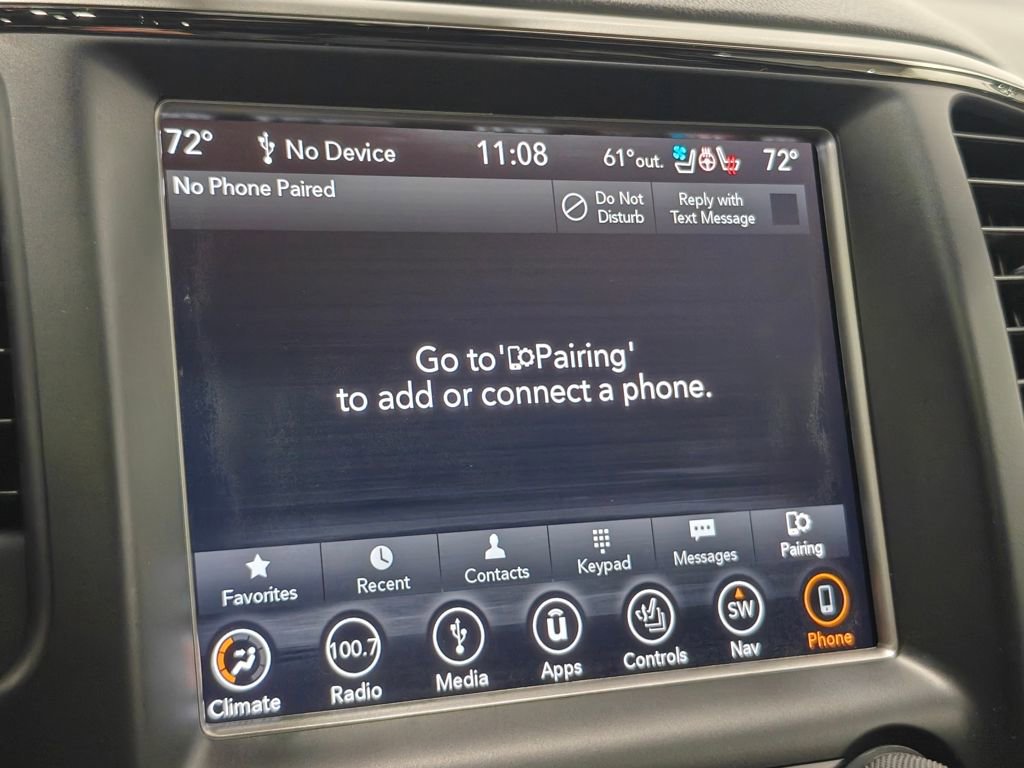 72° No Device 11:08 61°out. 72°
No Phone Paired
Do Not
Disturb
Reply with
Text Message
Go to 'Pairing'
to add or connect a phone.
Favorites
Recent
Contacts
Keypad
Messages
Pairing
100.7
SW
Climate
Radio
Media
Apps
Controls
Nav
Phone